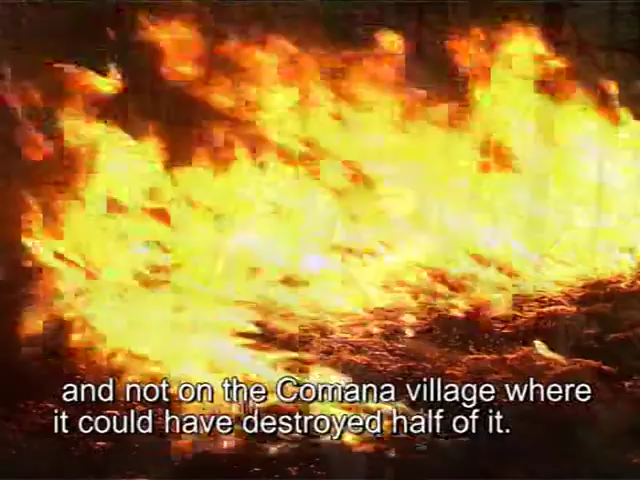 and not on the Comana village where
it could have destroyed half of it.